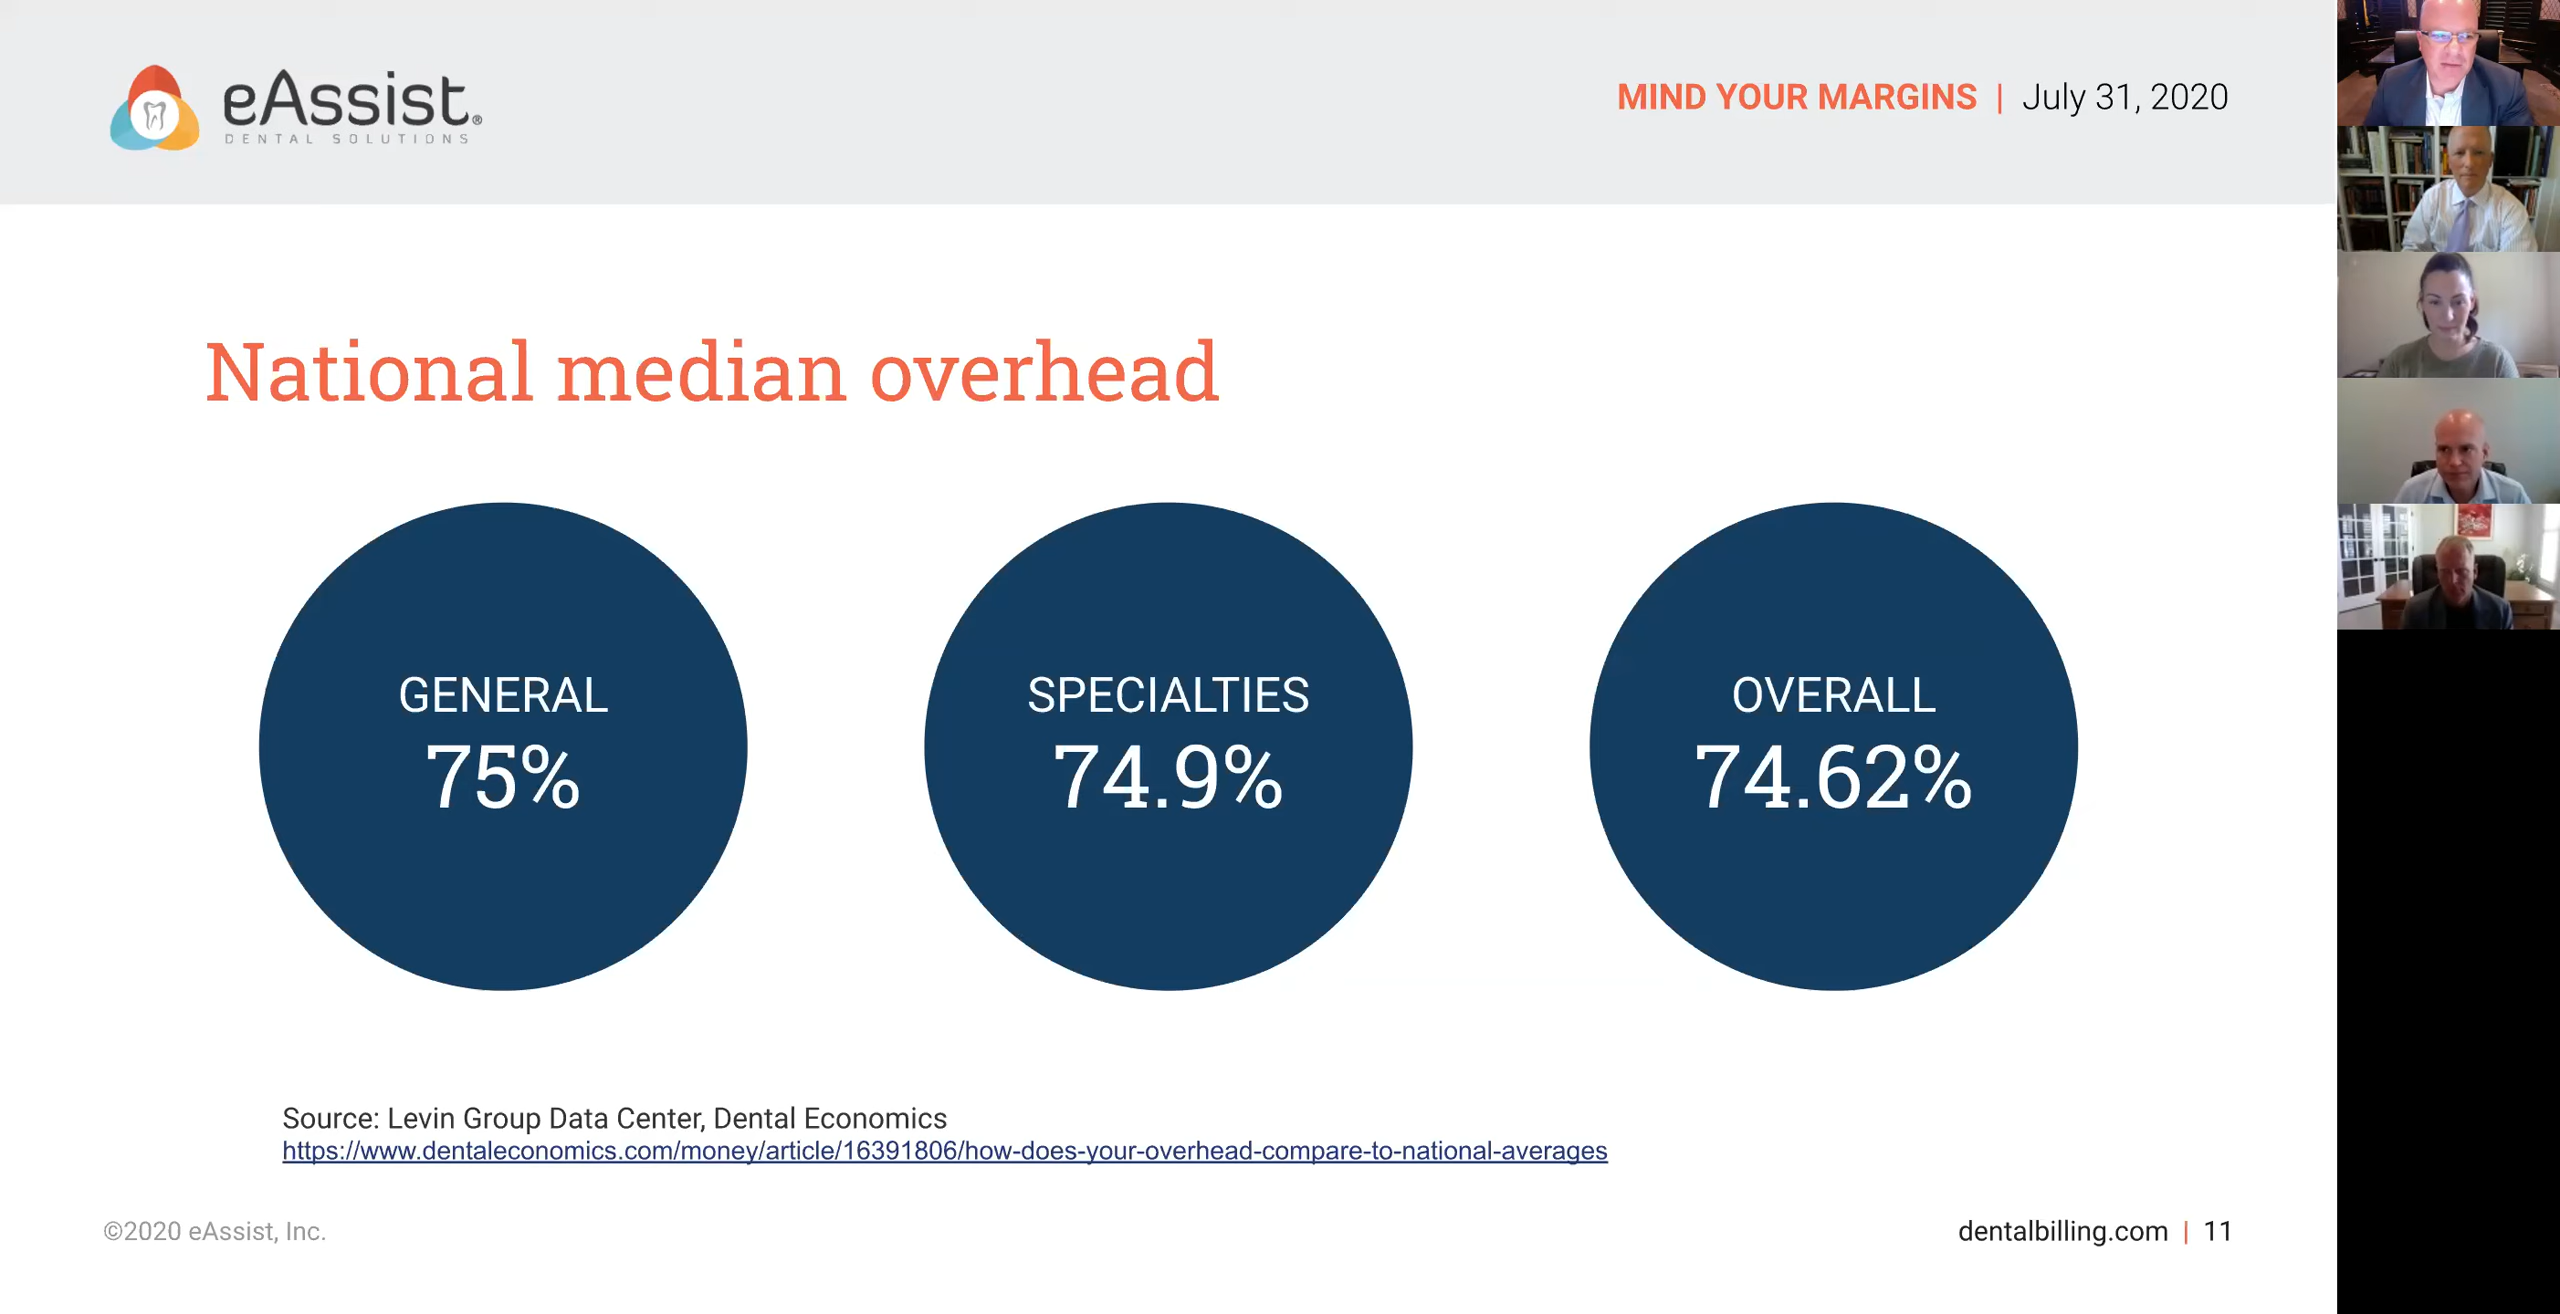 eAssist®
DENTAL SOLUTIONS
MIND YOUR MARGINS | July 31, 2020
National median overhead
GENERAL
75%
SPECIALTIES
74.9%
OVERALL
74.62%
Source: Levin Group Data Center, Dental Economics
https://www.dentaleconomics.com/money/article/16391806/how-does-your-overhead-compare-to-national-averages
©2020 eAssist, Inc.
dentalbilling.com | 11